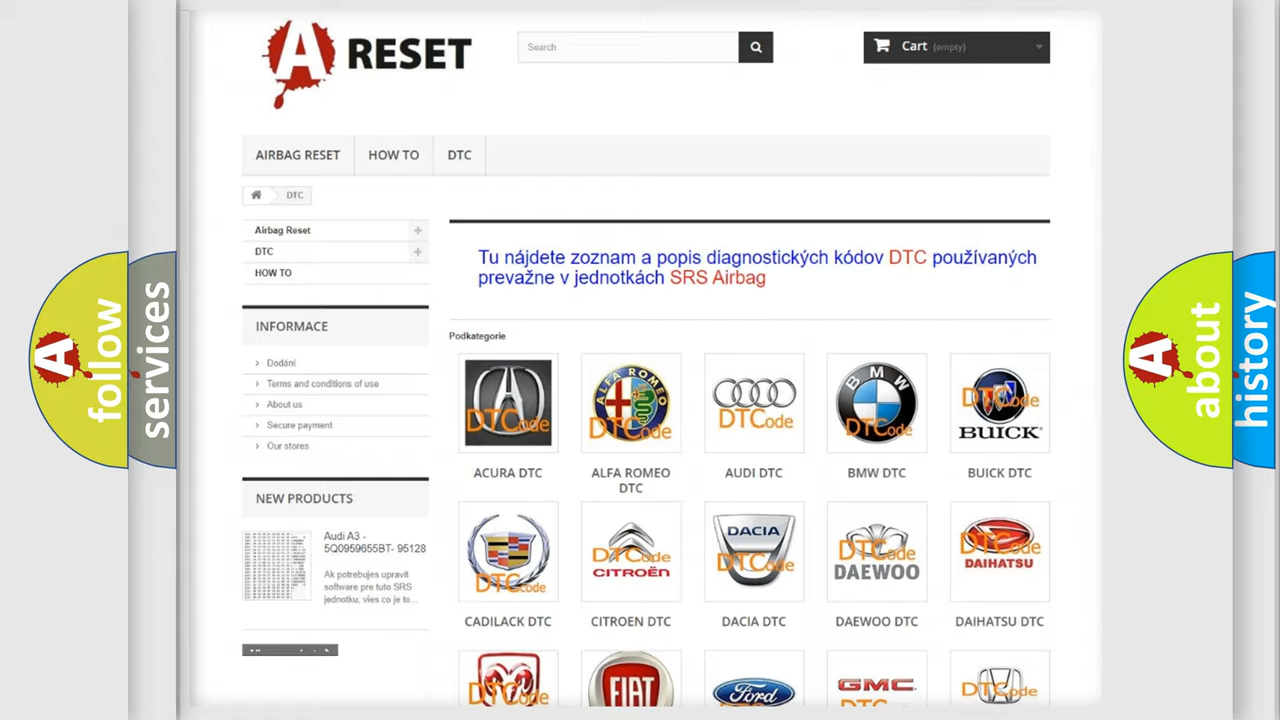 A RESET
Search
Cart (empty)
AIRBAG RESET
HOW TO
DTC
DTC
Airbag Reset
DTC
HOW TO
INFORMACE
Dodání
Terms and conditions of use
About us
Secure payment
Our stores
NEW PRODUCTS
Audi A3 -
5Q0959655BT- 95128
Ak potrebujes upravit
software pre tuto SRS
jednotku, vies co je to...
Tu nájdete zoznam a popis diagnostických kódov DTC používaných
prevažne v jednotkách SRS Airbag
Podkategorie
DTCode
ALFA ROMEO
DTCode
DTCode
BMW
DTCode
DTCode
BUICK
ACURA DTC
ALFA ROMEO
DTC
AUDI DTC
BMW DTC
BUICK DTC
DTCode
DTCode
CITROËN
DACIA
DTCode
DTCode
DAEWOO
DTCode
DAIHATSU
CADILACK DTC
CITROEN DTC
DACIA DTC
DAEWOO DTC
DAIHATSU DTC
DTCode
FIAT
Ford
GMC
DTCode
A follow
services
A about
history